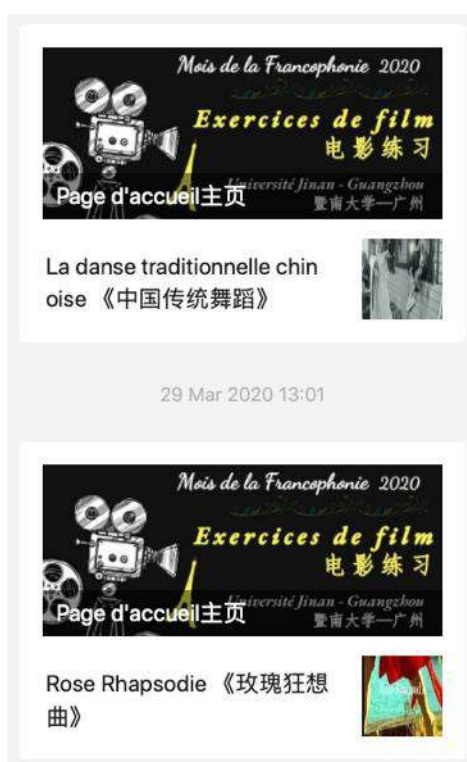 Mois de la Francophonie 2020
Exercices de film
电影练习
Université Jinan - Guangzhou
Page d'accueil主页
暨南大学—广州
La danse traditionnelle chin
oise 《中国传统舞蹈》
29 Mar 2020 13:01
Mois de la Francophonie 2020
Exercices de film
电影练习
Université Jinan - Guangzhou
Page d'accueil主页
暨南大学—广州
Rose Rhapsodie 《玫瑰狂想
曲》